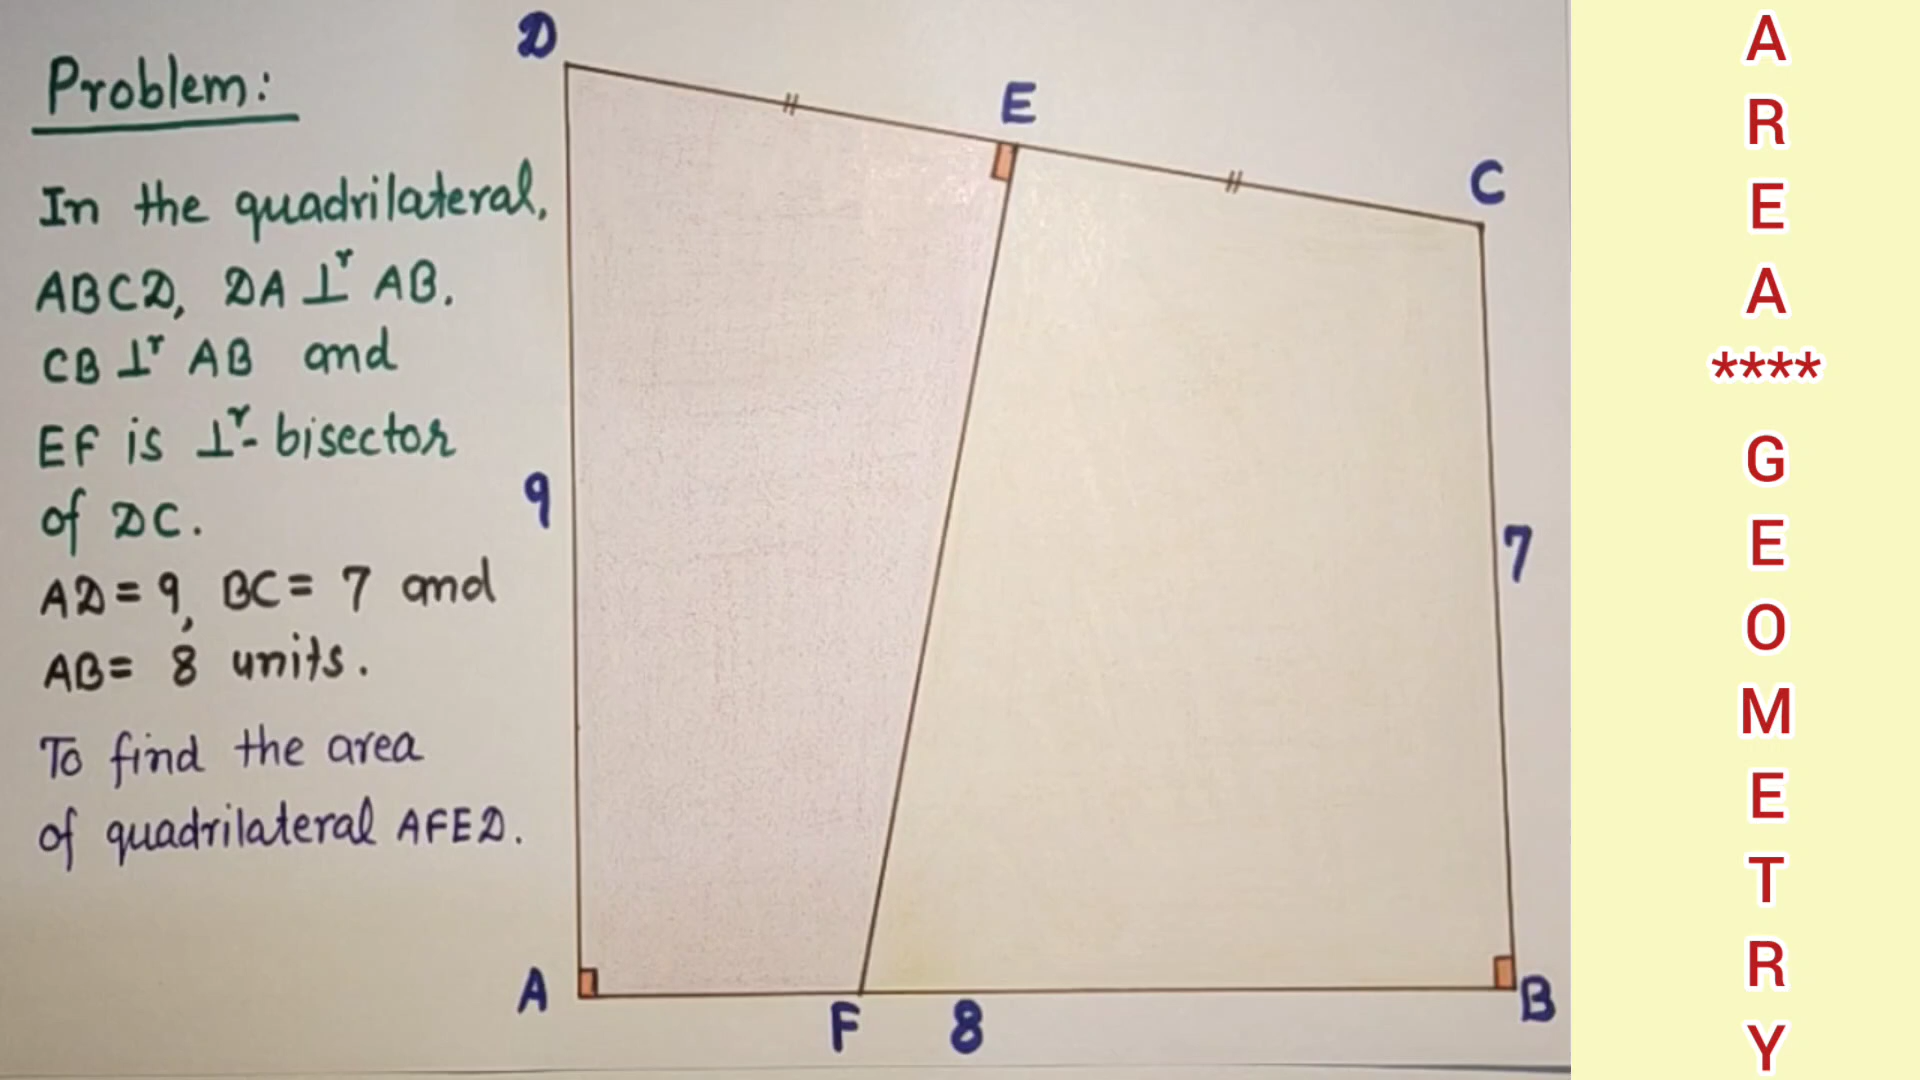 Problem:
In the quadrilateral,
ABCD, DA ⊥ʳ AB.
CB ⊥ʳ AB and
EF is ⊥ʳ- bisector
of DC.
AD = 9, BC = 7 and
AB = 8 units.
To find the area
of quadrilateral AFED.
D
E
C
9
7
A
F
8
B
A
R
E
A
****
G
E
O
M
E
T
R
Y